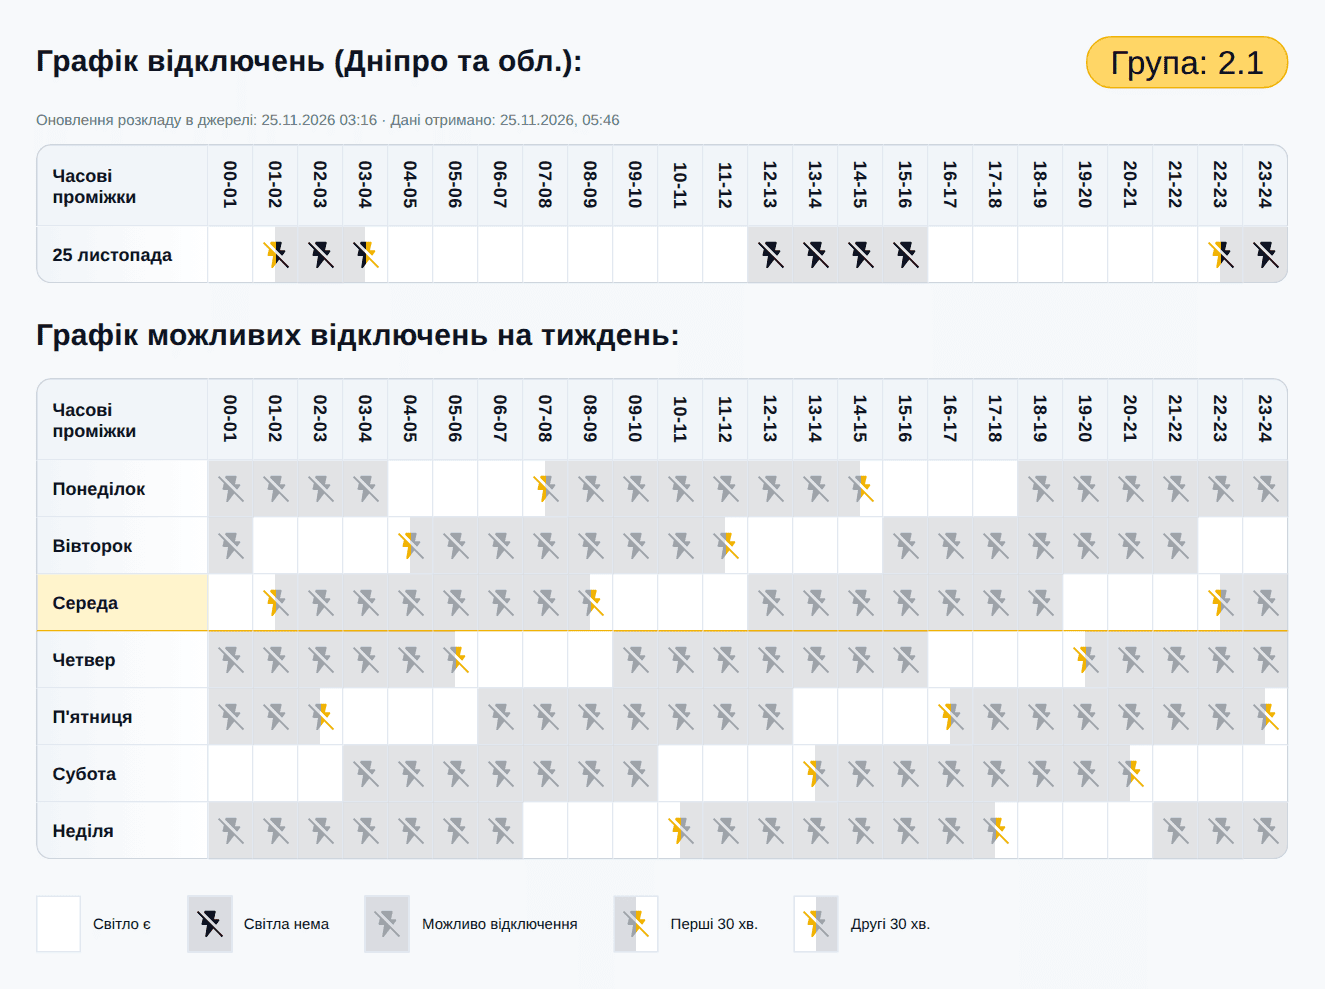 Графік відключень (Дніпро та обл.):
Група: 2.1
Оновлення розкладу в джерелі: 25.11.2026 03:16 · Дані отримано: 25.11.2026, 05:46
Часові проміжки 00-01 01-02 02-03 03-04 04-05 05-06 06-07 07-08 08-09 09-10 10-11 11-12 12-13 13-14 14-15 15-16 16-17 17-18 18-19 19-20 20-21 21-22 22-23 23-24
25 листопада
Графік можливих відключень на тиждень:
Часові проміжки 00-01 01-02 02-03 03-04 04-05 05-06 06-07 07-08 08-09 09-10 10-11 11-12 12-13 13-14 14-15 15-16 16-17 17-18 18-19 19-20 20-21 21-22 22-23 23-24
Понеділок
Вівторок
Середа
Четвер
П'ятниця
Субота
Неділя
Світло є Світла нема Можливо відключення Перші 30 хв. Другі 30 хв.